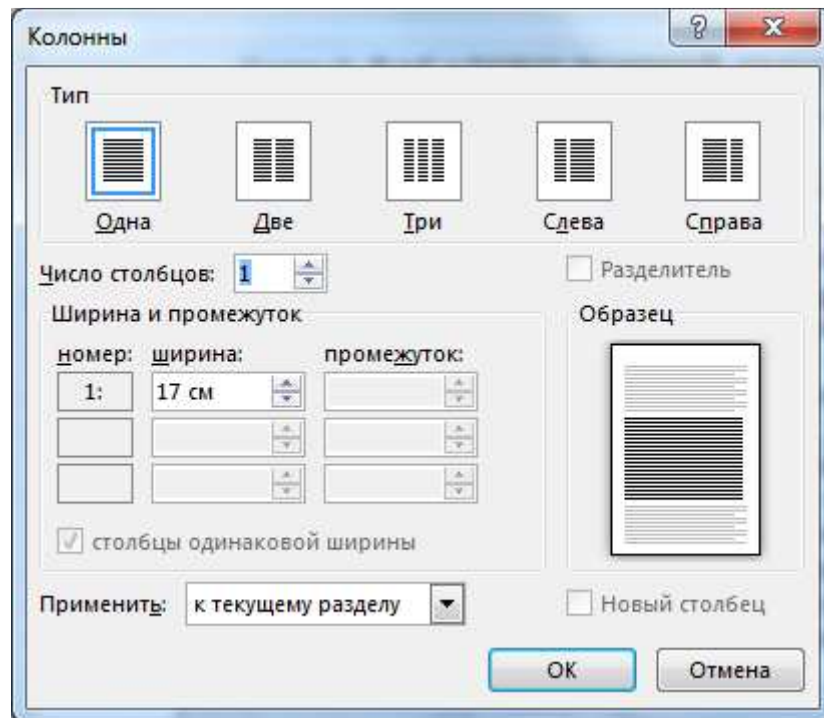 Колонны
Тип
Одна Две Три Слева Справа
Число столбцов: 1 Разделитель
Ширина и промежуток Образец
номер: ширина: промежуток:
1: 17 см
столбцы одинаковой ширины
Применить: к текущему разделу Новый столбец
ОК Отмена